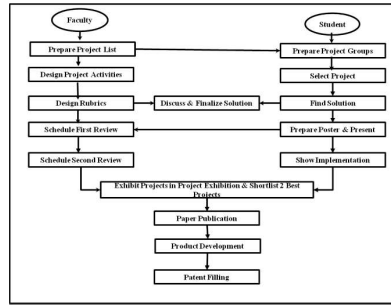 Faculty
Student
Prepare Project List
Prepare Project Groups
Design Project Activities
Select Project
Design Rubrics
Discuss & Finalize Solution
Find Solution
Schedule First Review
Prepare Poster & Present
Schedule Second Review
Show Implementation
Exhibit Projects in Project Exhibition & Shortlist 2 Best
Projects
Paper Publication
Product Development
Patent Filling